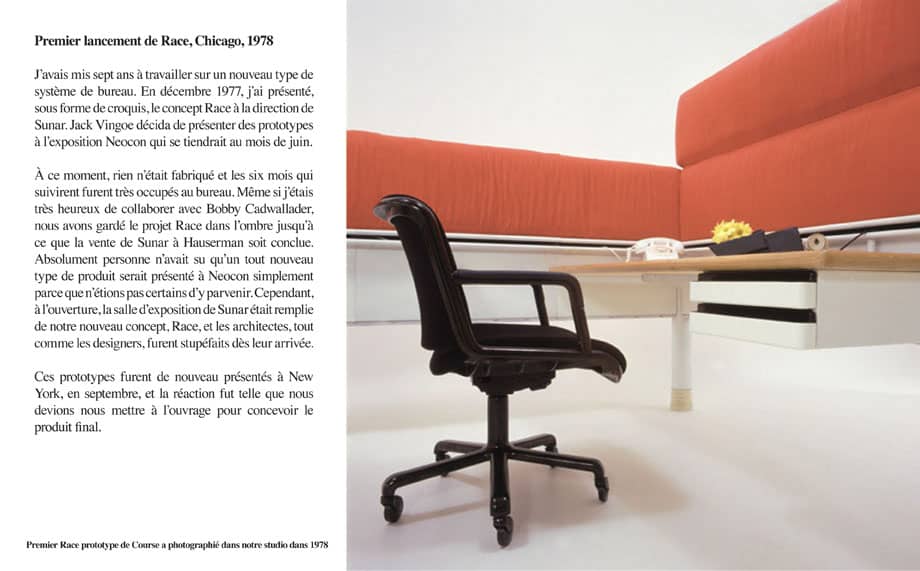 Premier lancement de Race, Chicago, 1978
J’avais mis sept ans à travailler sur un nouveau type de
système de bureau. En décembre 1977, j’ai présenté,
sous forme de croquis, le concept Race à la direction de
Sunar. Jack Vingoe décida de présenter des prototypes
à l’exposition Neocon qui se tiendrait au mois de juin.
À ce moment, rien n’était fabriqué et les six mois qui
suivirent furent très occupés au bureau. Même si j’étais
très heureux de collaborer avec Bobby Cadwallader,
nous avons gardé le projet Race dans l’ombre jusqu’à
ce que la vente de Sunar à Hauserman soit conclue.
Absolument personne n’avait su qu’un tout nouveau
type de produit serait présenté à Neocon simplement
parce que n’étions pas certains d’y parvenir. Cependant,
à l’ouverture, la salle d’exposition de Sunar était remplie
de notre nouveau concept, Race, et les architectes, tout
comme les designers, furent stupéfaits dès leur arrivée.
Ces prototypes furent de nouveau présentés à New
York, en septembre, et la réaction fut telle que nous
devions nous mettre à l’ouvrage pour concevoir le
produit final.
Premier Race prototype de Course a photographié dans notre studio dans 1978